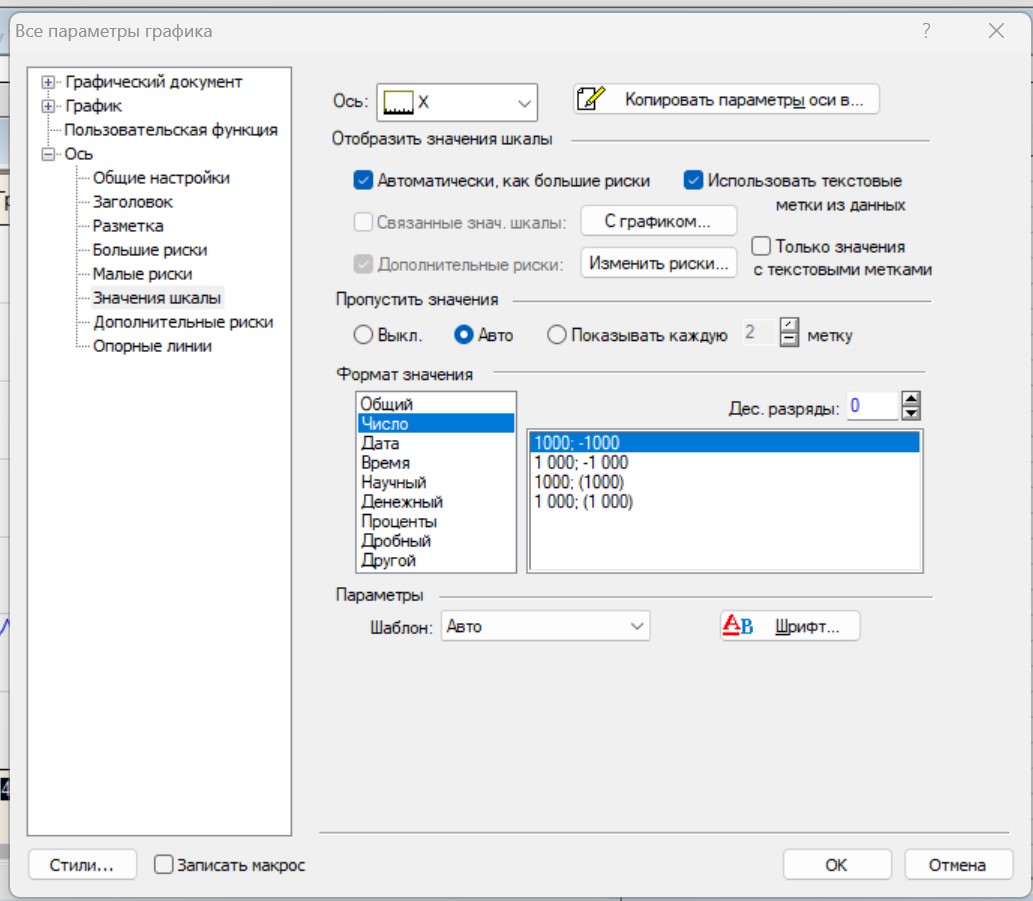 Все параметры графика
Графический документ
График
Пользовательская функция
Ось
Общие настройки
Заголовок
Разметка
Большие риски
Малые риски
Значения шкалы
Дополнительные риски
Опорные линии
Ось: X
Копировать параметры оси в...
Отобразить значения шкалы
Автоматически, как большие риски
Использовать текстовые
метки из данных
Связанные знач. шкалы:
С графиком...
Только значения
с текстовыми метками
Дополнительные риски:
Изменить риски...
Пропустить значения
Выкл.
Авто
Показывать каждую 2 метку
Формат значения
Общий
Число
Дата
Время
Научный
Денежный
Проценты
Дробный
Другой
Дес. разряды: 0
1000; -1000
1 000; -1 000
1000; (1000)
1 000; (1 000)
Параметры
Шаблон: Авто
AB Шрифт...
Стили...
Записать макрос
OK
Отмена